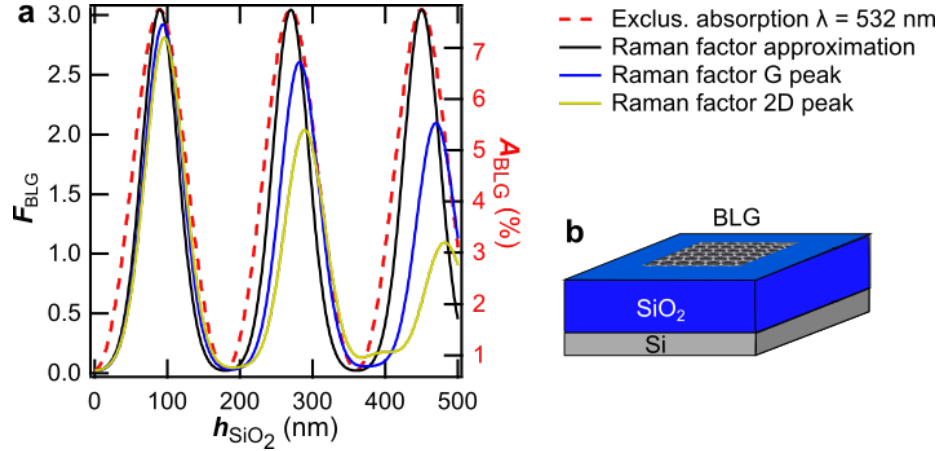 a
3.0
2.5
2.0
1.5
1.0
0.5
0.0
F_BLG
0 100 200 300 400 500
h_SiO₂ (nm)
7
6
5
4
3
2
1
A_BLG (%)
Exclus. absorption λ = 532 nm
Raman factor approximation
Raman factor G peak
Raman factor 2D peak
b
BLG
SiO₂
Si